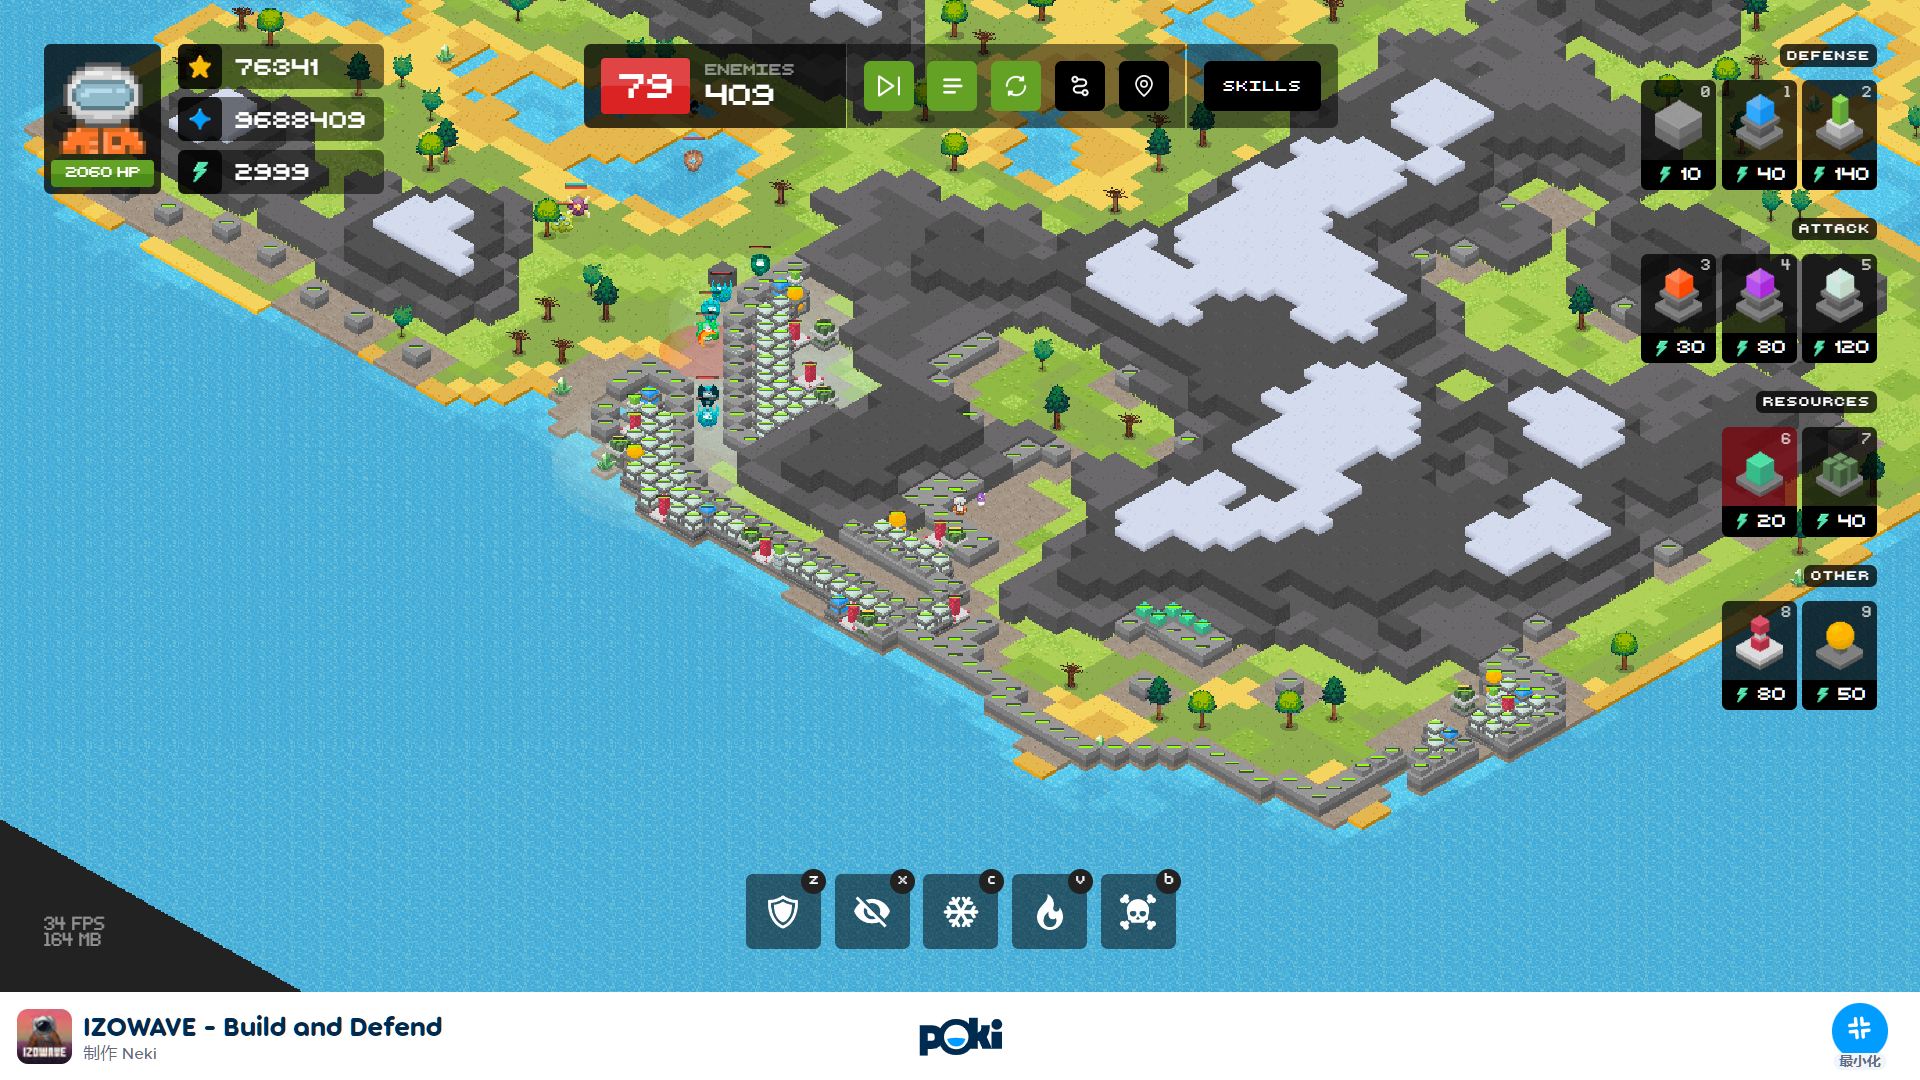 76341
9688409
2999
2060 HP
79
ENEMIES
409
SKILLS
DEFENSE
0
1
2
10
40
140
ATTACK
3
4
5
30
80
120
RESOURCES
6
7
20
40
OTHER
8
9
80
50
z
x
c
v
b
34 FPS
164 MB
IZOWAVE
IZOWAVE - Build and Defend
制作 Neki
poki
最小化